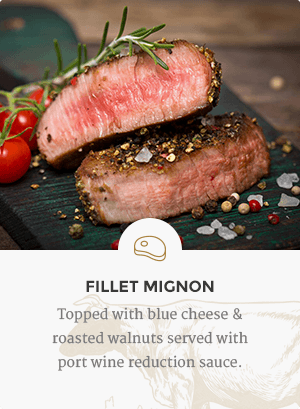 FILLET MIGNON
Topped with blue cheese &
roasted walnuts served with
port wine reduction sauce.